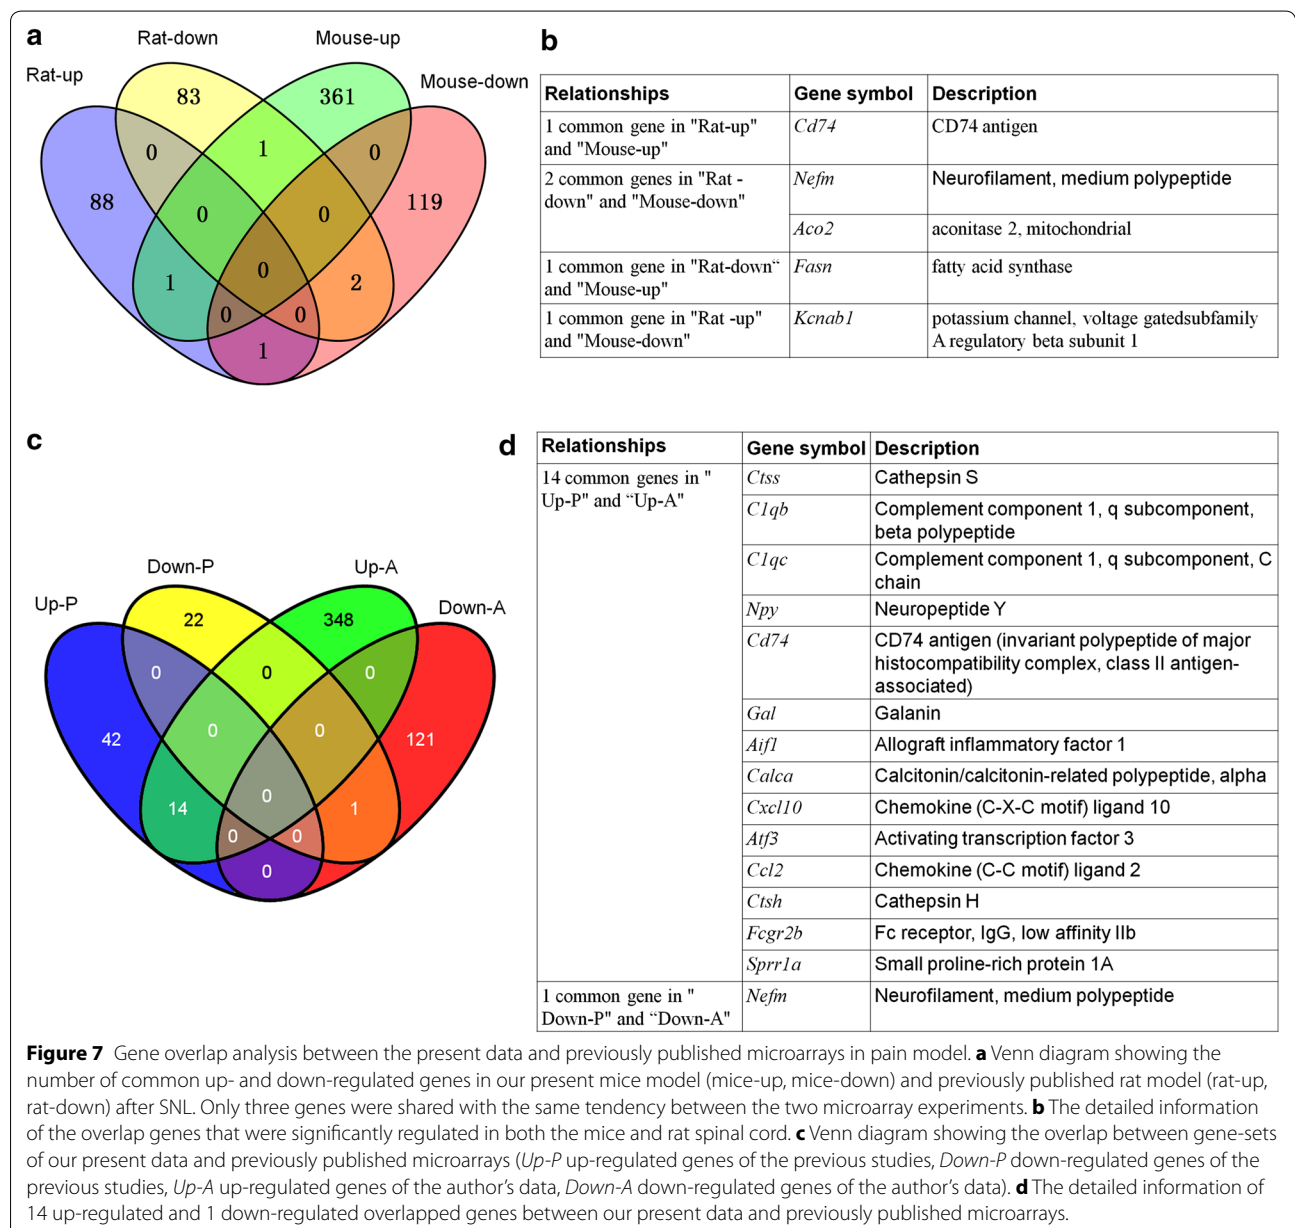 a
Rat-down
Mouse-up
Rat-up
Mouse-down
83
361
0
1
0
88
0
0
119
1
0
2
0
0
1
b
Relationships Gene symbol Description
1 common gene in "Rat-up" Cd74 CD74 antigen
and "Mouse-up"
2 common genes in "Rat - Nefm Neurofilament, medium polypeptide
down" and "Mouse-down"
Aco2 aconitase 2, mitochondrial
1 common gene in "Rat-down“ Fasn fatty acid synthase
and "Mouse-up"
1 common gene in "Rat -up" Kcnab1 potassium channel, voltage gatedsubfamily
and "Mouse-down" A regulatory beta subunit 1
c
Down-P
Up-A
Up-P
Down-A
22
348
0
0
0
42
0
0
121
14
0
1
0
0
0
d
Relationships Gene symbol Description
14 common genes in " Ctss Cathepsin S
Up-P" and “Up-A"
C1qb Complement component 1, q subcomponent,
beta polypeptide
C1qc Complement component 1, q subcomponent, C
chain
Npy Neuropeptide Y
Cd74 CD74 antigen (invariant polypeptide of major
histocompatibility complex, class II antigen-
associated)
Gal Galanin
Aif1 Allograft inflammatory factor 1
Calca Calcitonin/calcitonin-related polypeptide, alpha
Cxcl10 Chemokine (C-X-C motif) ligand 10
Atf3 Activating transcription factor 3
Ccl2 Chemokine (C-C motif) ligand 2
Ctsh Cathepsin H
Fcgr2b Fc receptor, IgG, low affinity IIb
Sprr1a Small proline-rich protein 1A
1 common gene in " Nefm Neurofilament, medium polypeptide
Down-P" and “Down-A"
Figure 7 Gene overlap analysis between the present data and previously published microarrays in pain model. a Venn diagram showing the
number of common up- and down-regulated genes in our present mice model (mice-up, mice-down) and previously published rat model (rat-up,
rat-down) after SNL. Only three genes were shared with the same tendency between the two microarray experiments. b The detailed information
of the overlap genes that were significantly regulated in both the mice and rat spinal cord. c Venn diagram showing the overlap between gene-sets
of our present data and previously published microarrays (Up-P up-regulated genes of the previous studies, Down-P down-regulated genes of the
previous studies, Up-A up-regulated genes of the author’s data, Down-A down-regulated genes of the author’s data). d The detailed information of
14 up-regulated and 1 down-regulated overlapped genes between our present data and previously published microarrays.